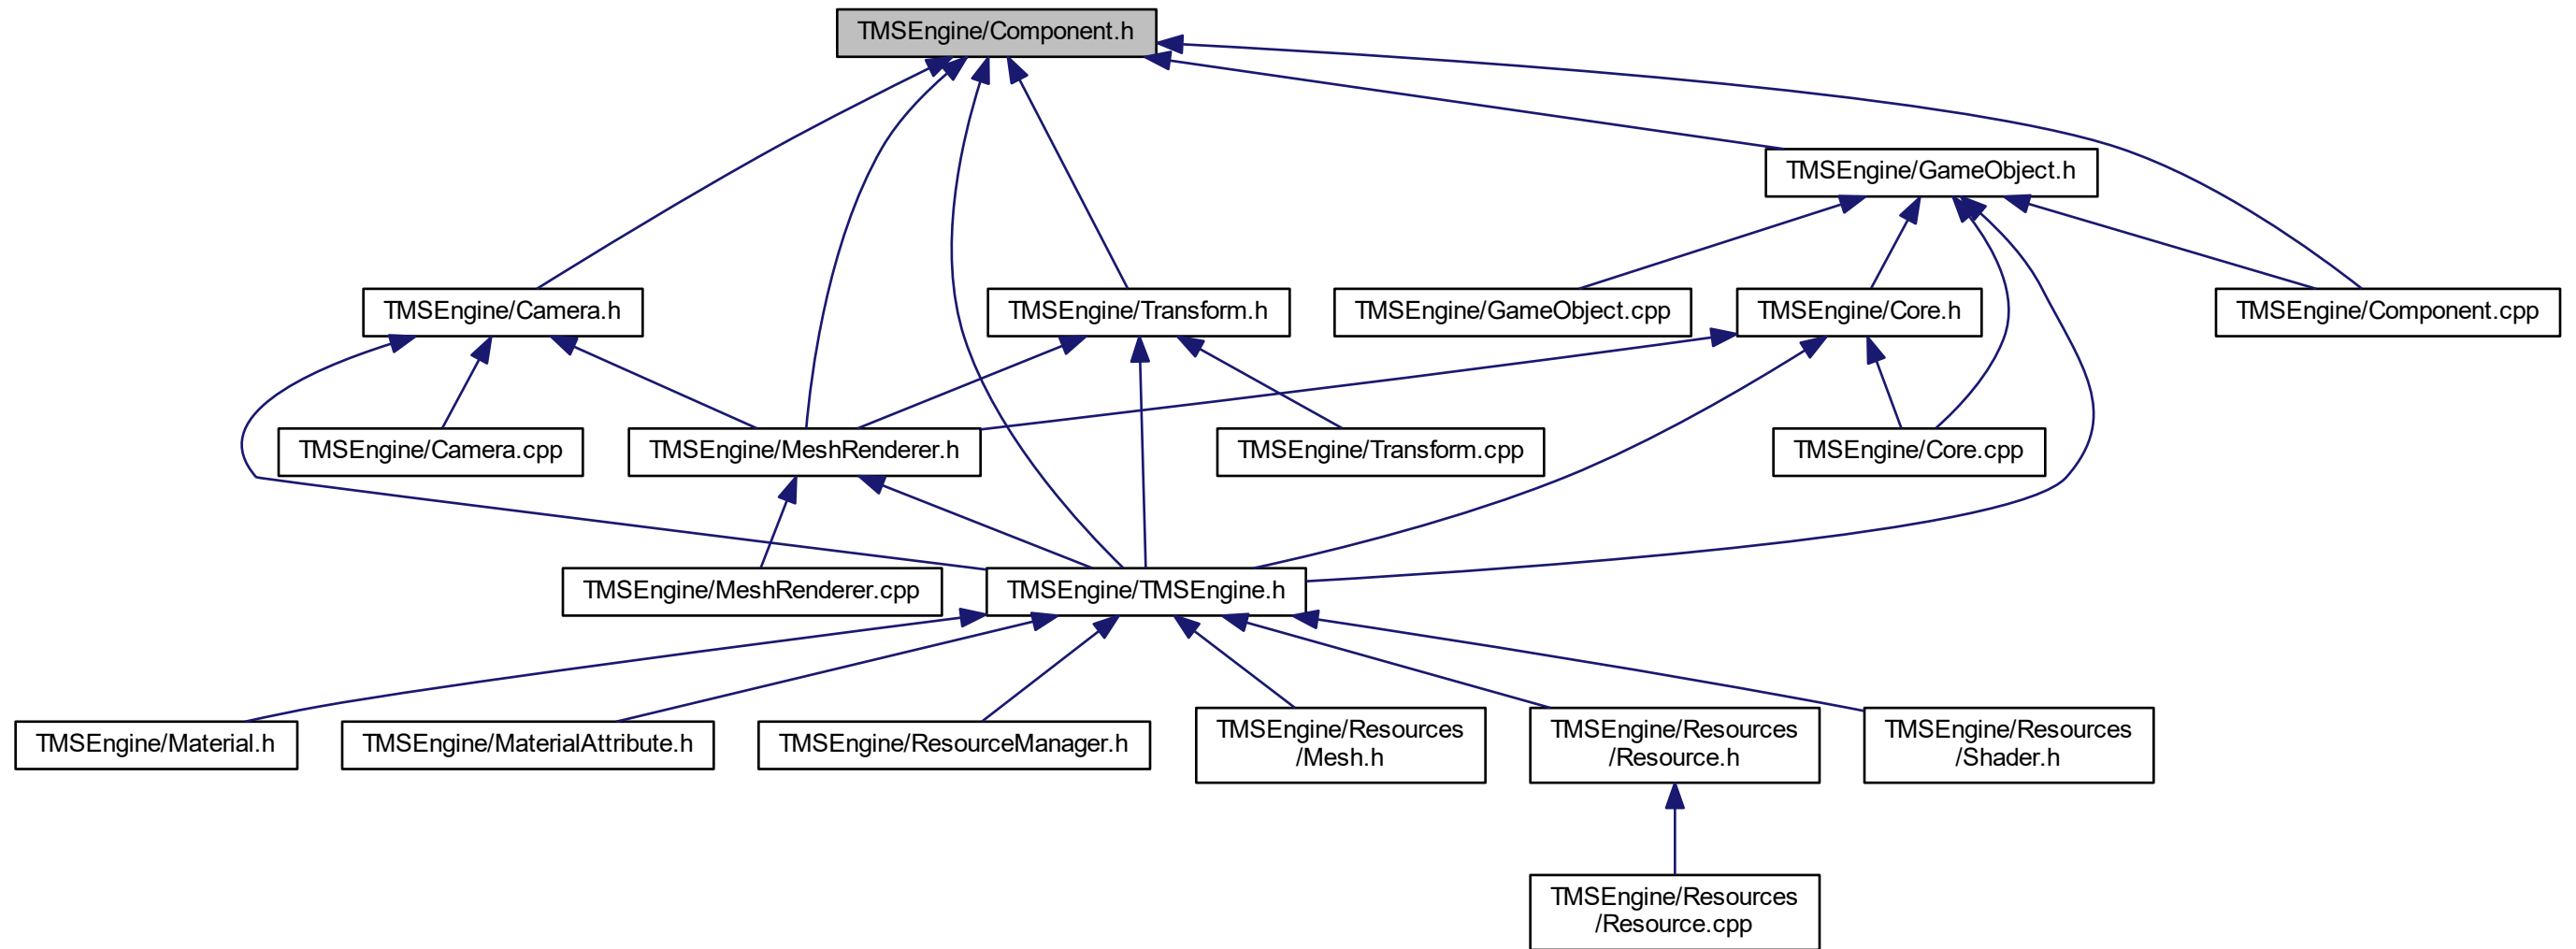 TMSEngine/Component.h
TMSEngine/GameObject.h
TMSEngine/Camera.h
TMSEngine/Transform.h
TMSEngine/GameObject.cpp
TMSEngine/Core.h
TMSEngine/Component.cpp
TMSEngine/Camera.cpp
TMSEngine/MeshRenderer.h
TMSEngine/Transform.cpp
TMSEngine/Core.cpp
TMSEngine/MeshRenderer.cpp
TMSEngine/TMSEngine.h
TMSEngine/Material.h
TMSEngine/MaterialAttribute.h
TMSEngine/ResourceManager.h
TMSEngine/Resources
/Mesh.h
TMSEngine/Resources
/Resource.h
TMSEngine/Resources
/Shader.h
TMSEngine/Resources
/Resource.cpp